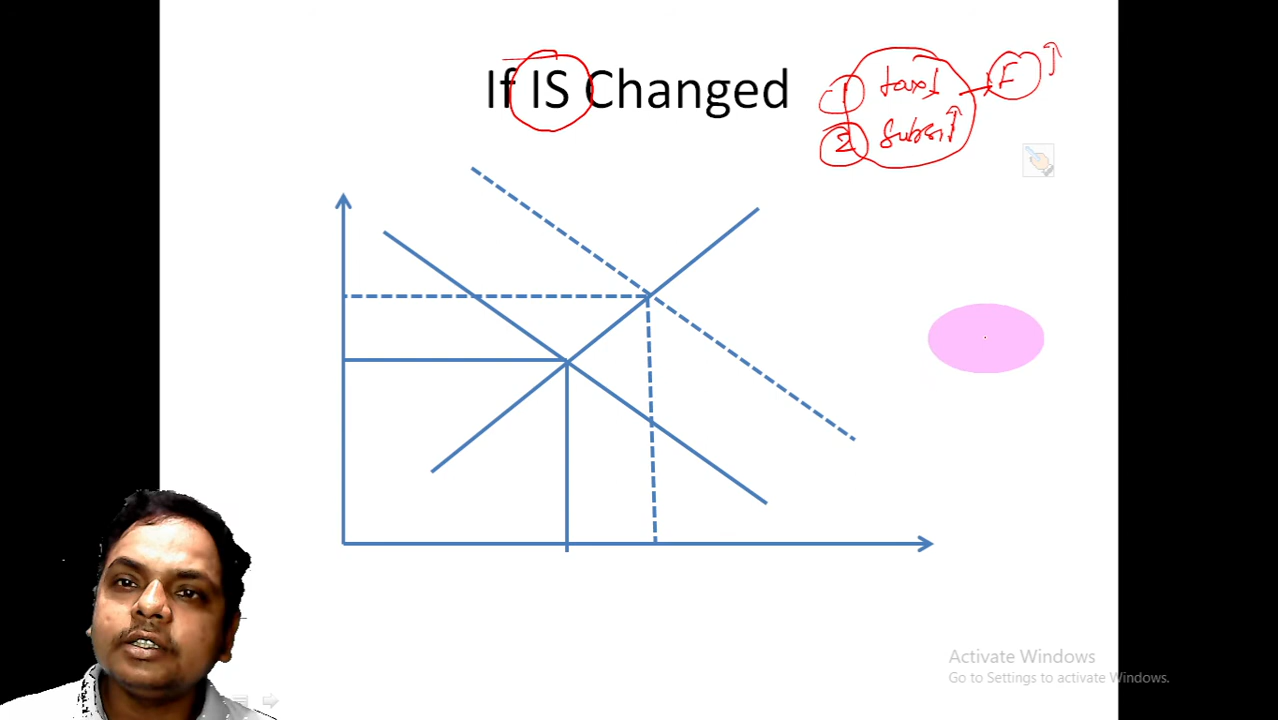 If IS Changed
1 tax↓
2 Subsi↑
Activate Windows
Go to Settings to activate Windows.